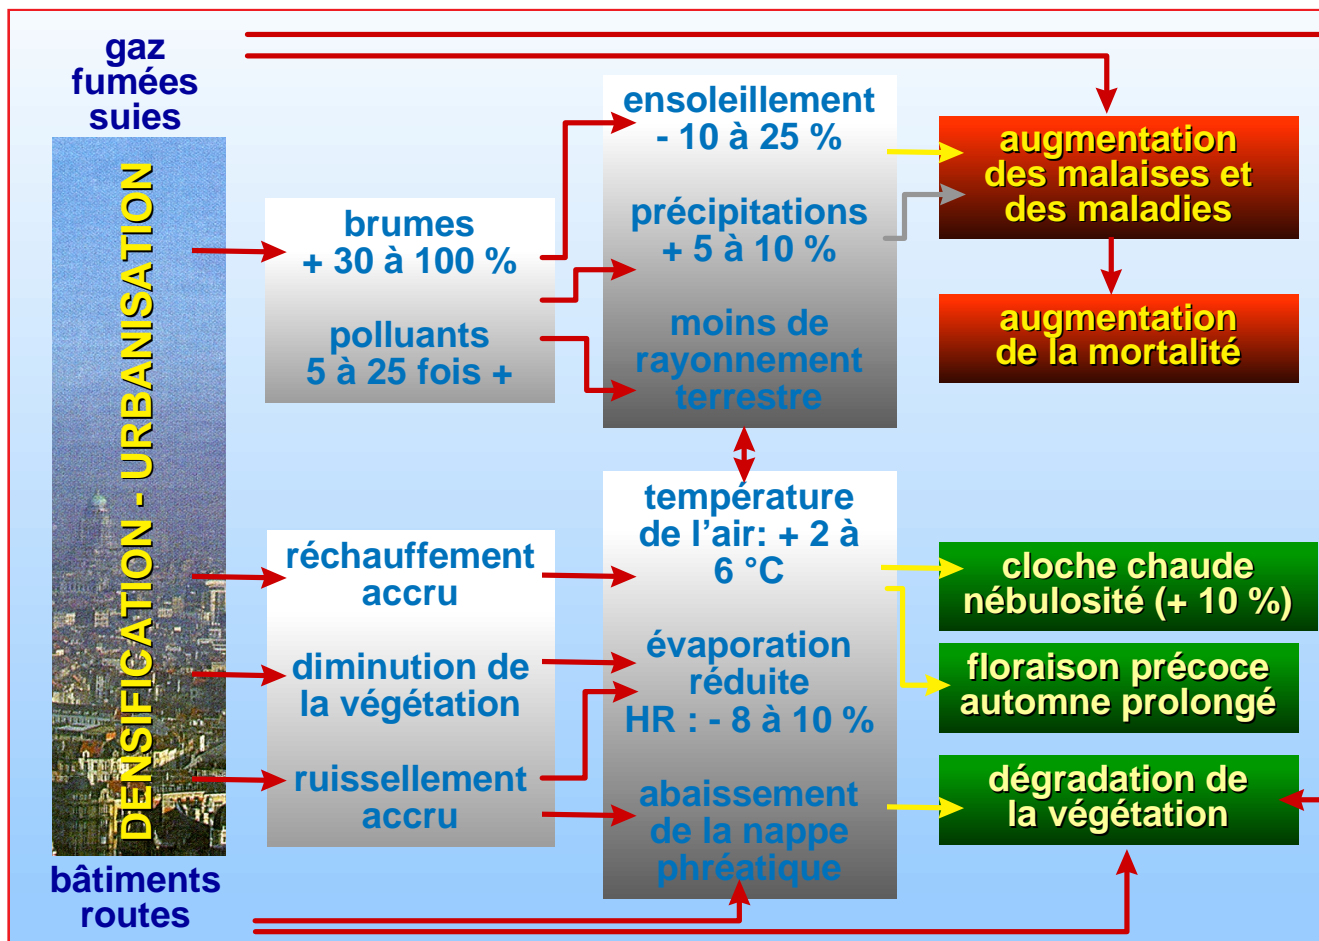 gaz
fumées
suies
DENSIFICATION - URBANISATION
bâtiments
routes
brumes
+ 30 à 100 %
polluants
5 à 25 fois +
réchauffement
accru
diminution de
la végétation
ruissellement
accru
ensoleillement
- 10 à 25 %
précipitations
+ 5 à 10 %
moins de
rayonnement
terrestre
température
de l’air: + 2 à
6 °C
évaporation
réduite
HR : - 8 à 10 %
abaissement
de la nappe
phréatique
augmentation
des malaises et
des maladies
augmentation
de la mortalité
cloche chaude
nébulosité (+ 10 %)
floraison précoce
automne prolongé
dégradation de
la végétation